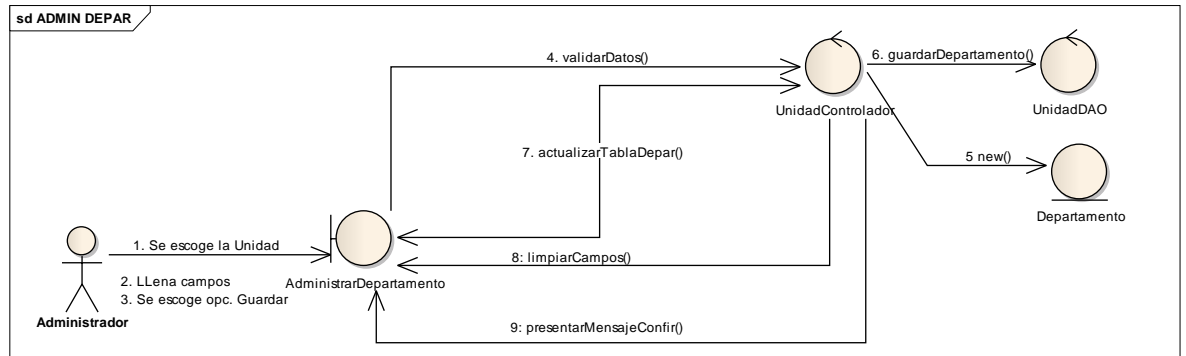 sd ADMIN DEPAR
4. validarDatos()
6. guardarDepartamento()
UnidadControlador
UnidadDAO
7. actualizarTablaDepar()
5 new()
Departamento
1. Se escoge la Unidad
8: limpiarCampos()
2. LLena campos
AdministrarDepartamento
3. Se escoge opc. Guardar
Administrador
9: presentarMensajeConfir()